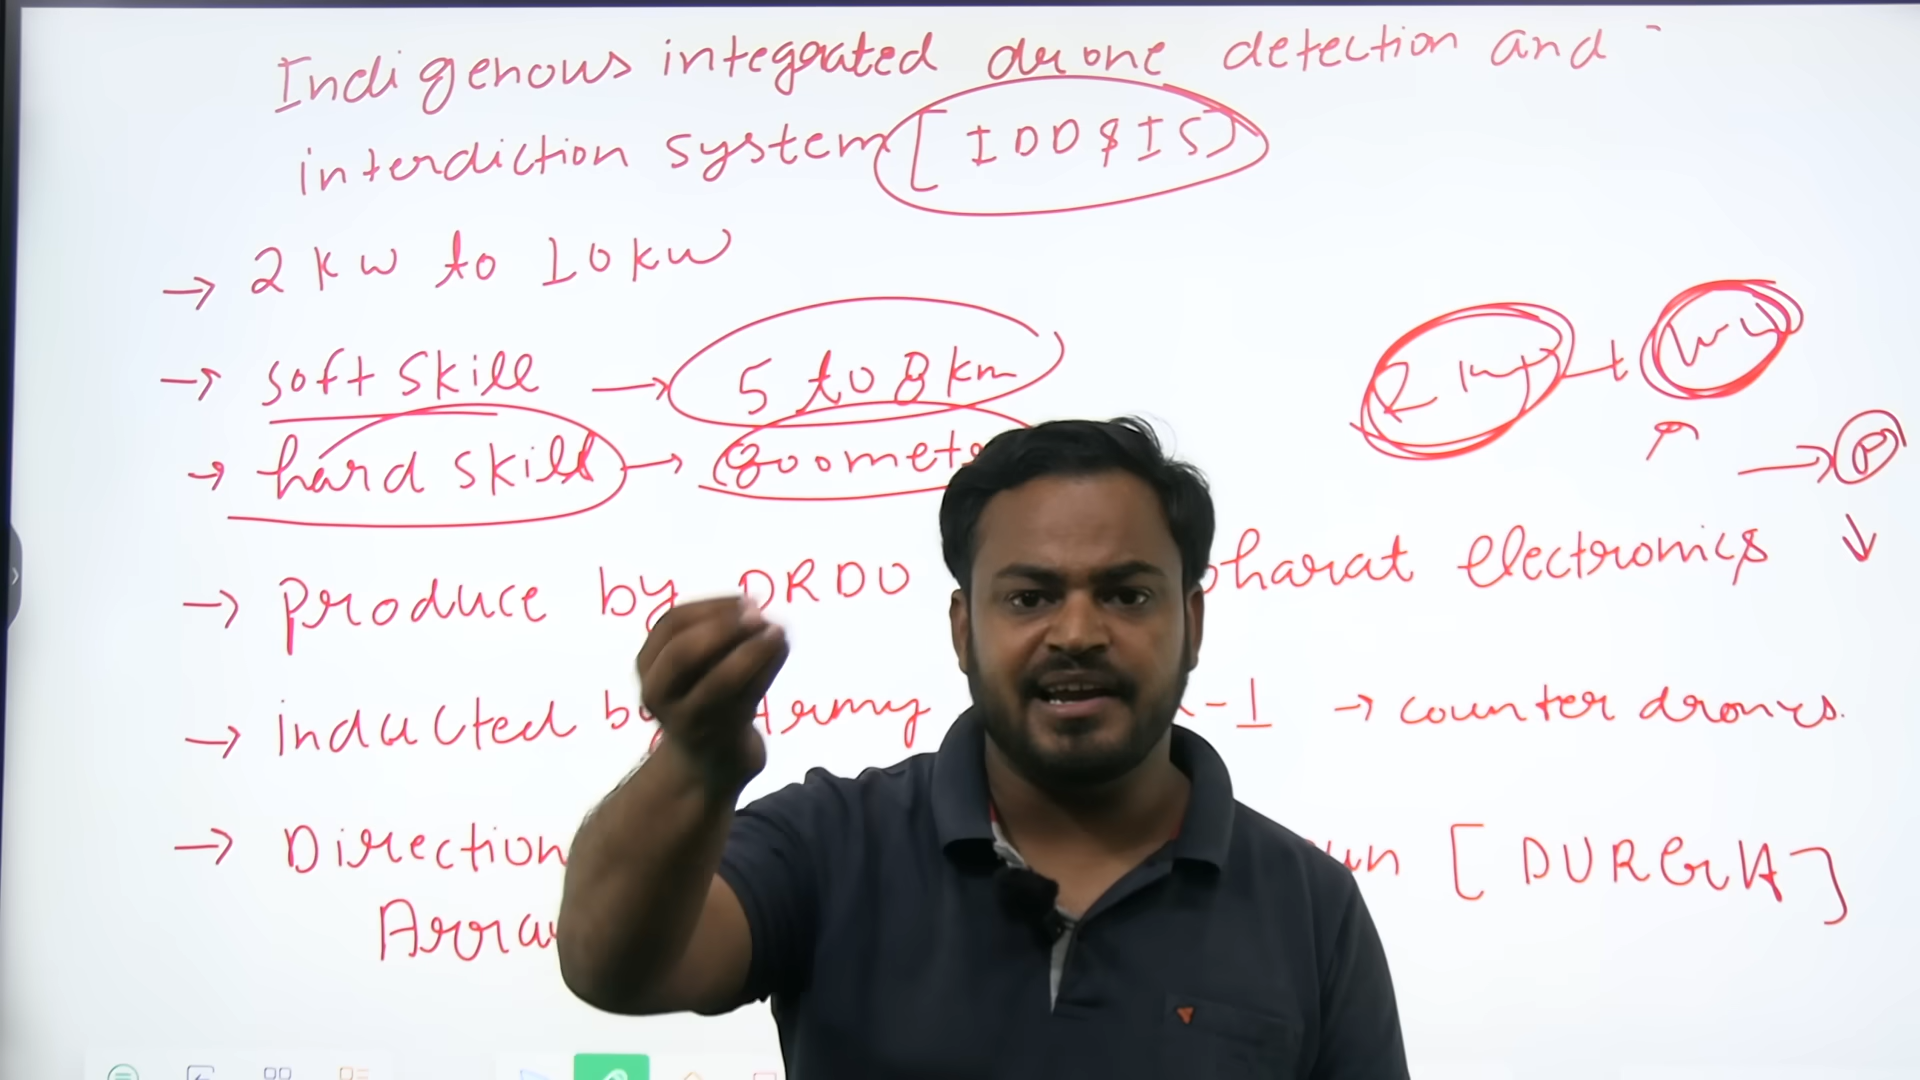 Indigenous integrated drone detection and
interdiction system [IDD$IS]
→ 2 KW to 10 KW
→ Soft Skill → 5 to 8 km
→ hard skill → 800 mete
→ Produce by DRDO bharat electronics
→ inducted by Army -1 → counter drones.
→ Direction [DURGA]
Array